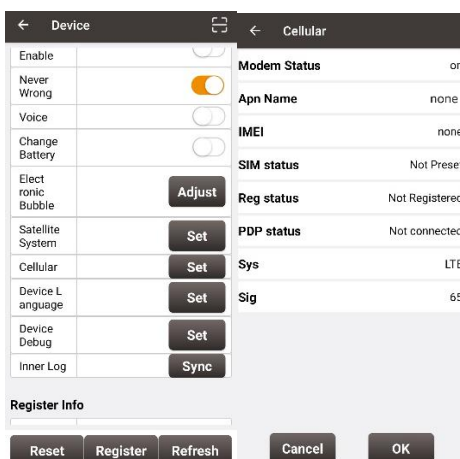 Device
Enable
Never
Wrong
Voice
Change
Battery
Elect
ronic
Bubble
Adjust
Satellite
System
Set
Cellular
Set
Device L
anguage
Set
Device
Debug
Set
Inner Log
Sync
Register Info
Reset
Register
Refresh
Cellular
Modem Status
on
Apn Name
none
IMEI
none
SIM status
Not Preset
Reg status
Not Registered
PDP status
Not connected
Sys
LTE
Sig
65
Cancel
OK